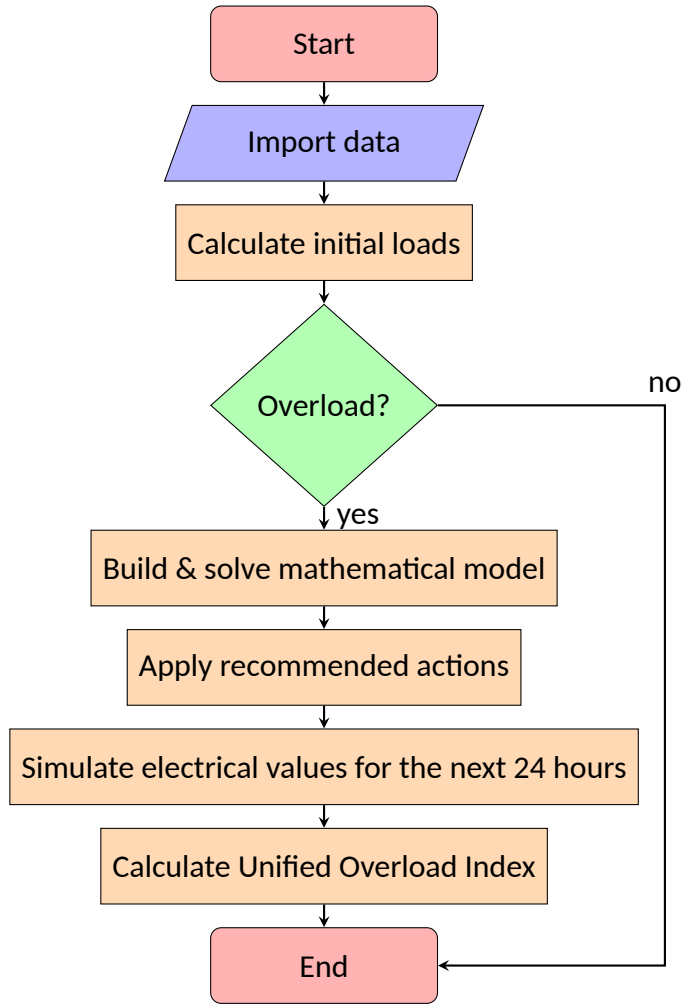 Start
Import data
Calculate initial loads
Overload?
no
yes
Build & solve mathematical model
Apply recommended actions
Simulate electrical values for the next 24 hours
Calculate Unified Overload Index
End